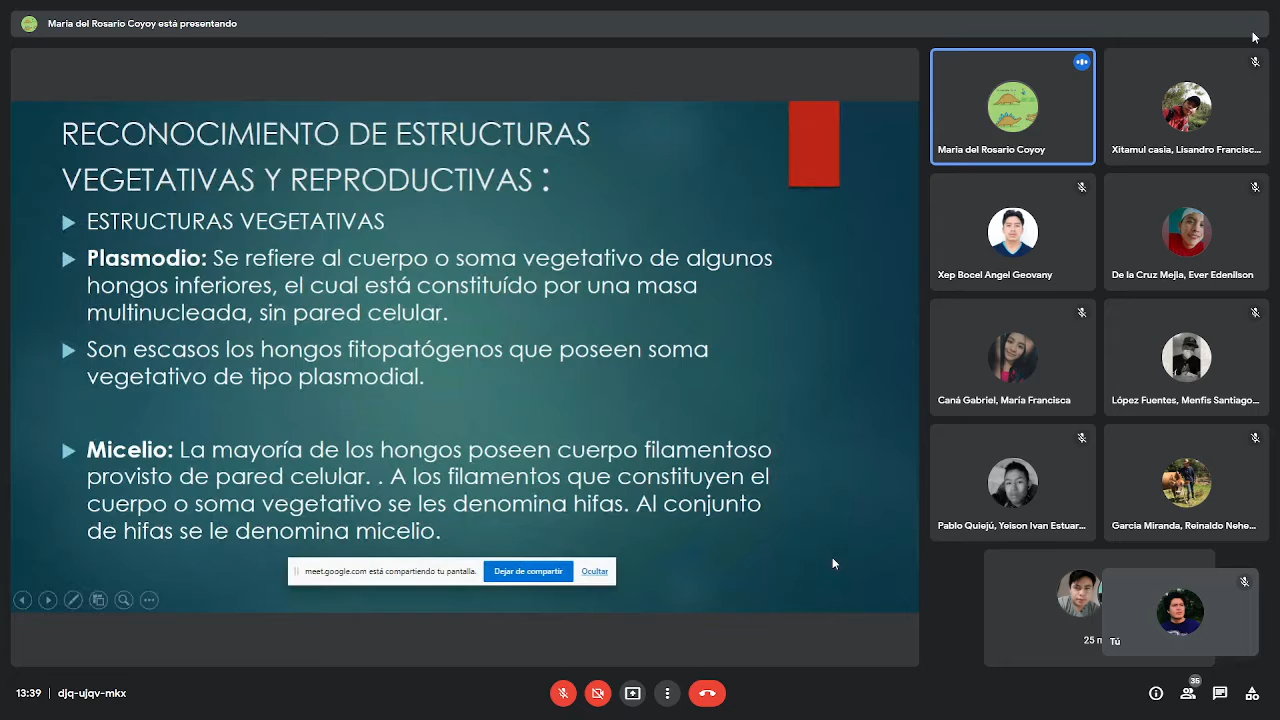 María del Rosario Coyoy está presentando
RECONOCIMIENTO DE ESTRUCTURAS
VEGETATIVAS Y REPRODUCTIVAS :
ESTRUCTURAS VEGETATIVAS
Plasmodio: Se refiere al cuerpo o soma vegetativo de algunos
hongos inferiores, el cual está constituído por una masa
multinucleada, sin pared celular.
Son escasos los hongos fitopatógenos que poseen soma
vegetativo de tipo plasmodial.
Micelio: La mayoría de los hongos poseen cuerpo filamentoso
provisto de pared celular. . A los filamentos que constituyen el
cuerpo o soma vegetativo se les denomina hifas. Al conjunto
de hifas se le denomina micelio.
meet.google.com está compartiendo tu pantalla.
Dejar de compartir
Ocultar
María del Rosario Coyoy
Xitamul casia, Lisandro Francisc...
Xep Bocel Angel Geovany
De la Cruz Mejía, Ever Edenilson
Caná Gabriel, María Francisca
López Fuentes, Menfis Santiago...
Pablo Quiejú, Yeison Ivan Estuar...
García Miranda, Reinaldo Nehe...
25
Tú
13:39
djq-ujqv-mkx
35